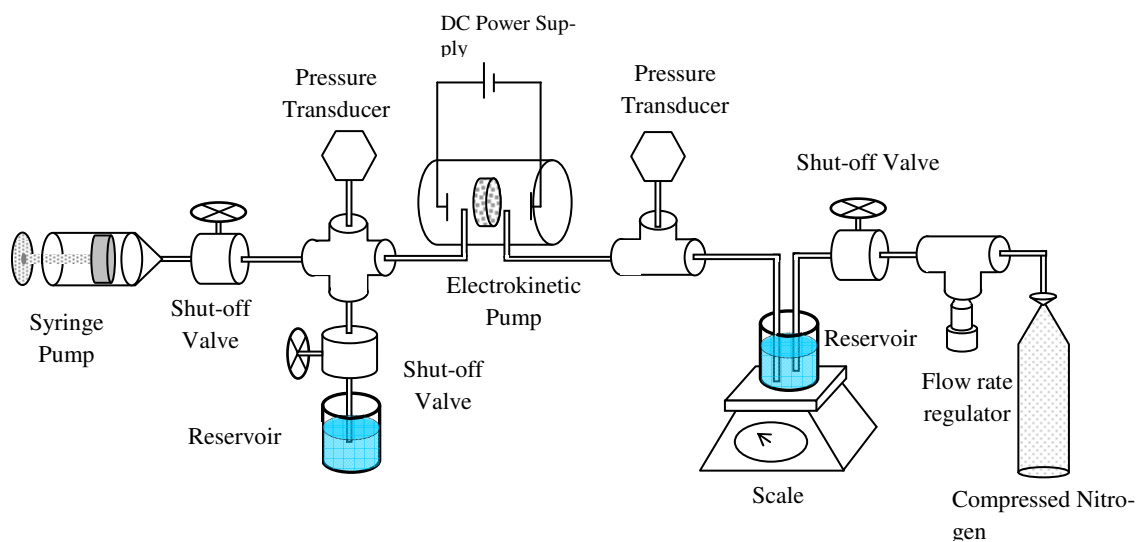 DC Power Sup-
ply
Pressure
Transducer
Pressure
Transducer
Shut-off Valve
Syringe
Pump
Shut-off
Valve
Electrokinetic
Pump
Shut-off
Valve
Reservoir
Reservoir
Scale
Flow rate
regulator
Compressed Nitro-
gen